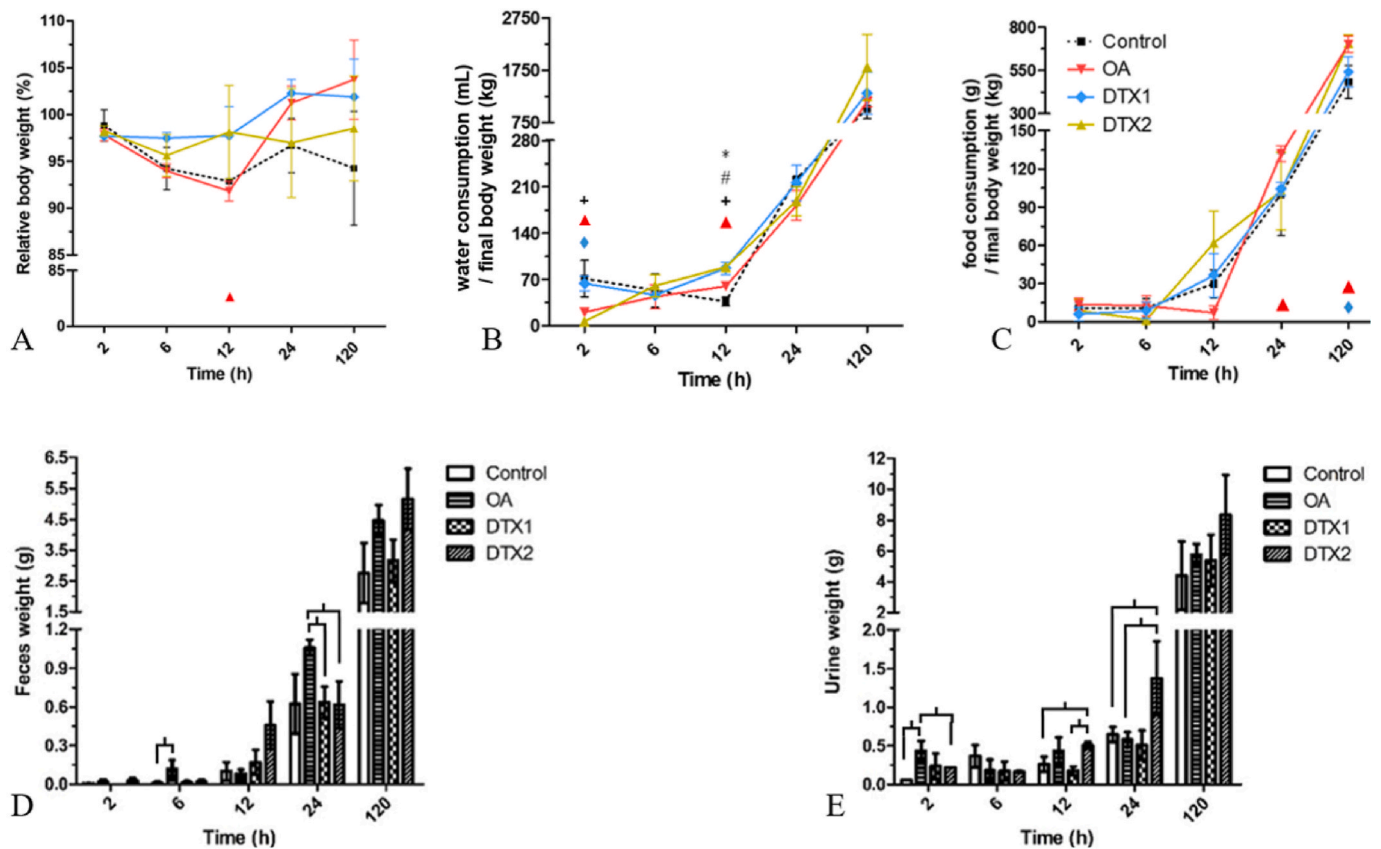 110
105
100
95
90
85
85
0
Relative body weight (%)
2
6
12
24
120
Time (h)
A
2750
1750
750
280
210
140
70
0
water consumption (mL)
/ final body weight (kg)
+
*
#
+
2
6
12
24
120
Time (h)
B
800
550
300
150
120
90
60
30
0
food consumption (g)
/ final body weight (kg)
Control
OA
DTX1
DTX2
2
6
12
24
120
Time (h)
C
6.5
5.5
4.5
3.5
2.5
1.5
1.2
0.9
0.6
0.3
0.0
Feces weight (g)
Control
OA
DTX1
DTX2
2
6
12
24
120
Time (h)
D
12
10
8
6
4
2
2.0
1.5
1.0
0.5
0.0
Urine weight (g)
Control
OA
DTX1
DTX2
2
6
12
24
120
Time (h)
E